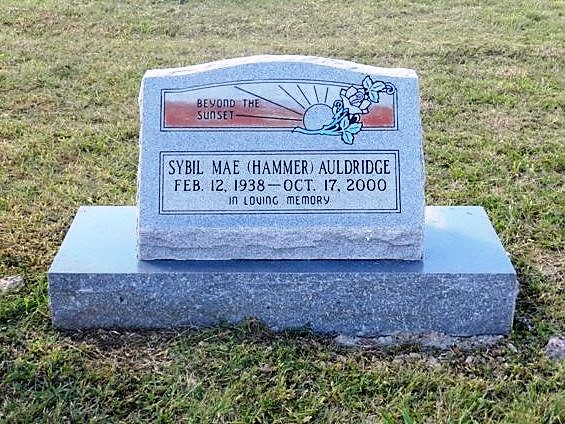 BEYOND THE
SUNSET
SYBIL MAE (HAMMER) AULDRIDGE
FEB. 12, 1938—OCT. 17, 2000
IN LOVING MEMORY